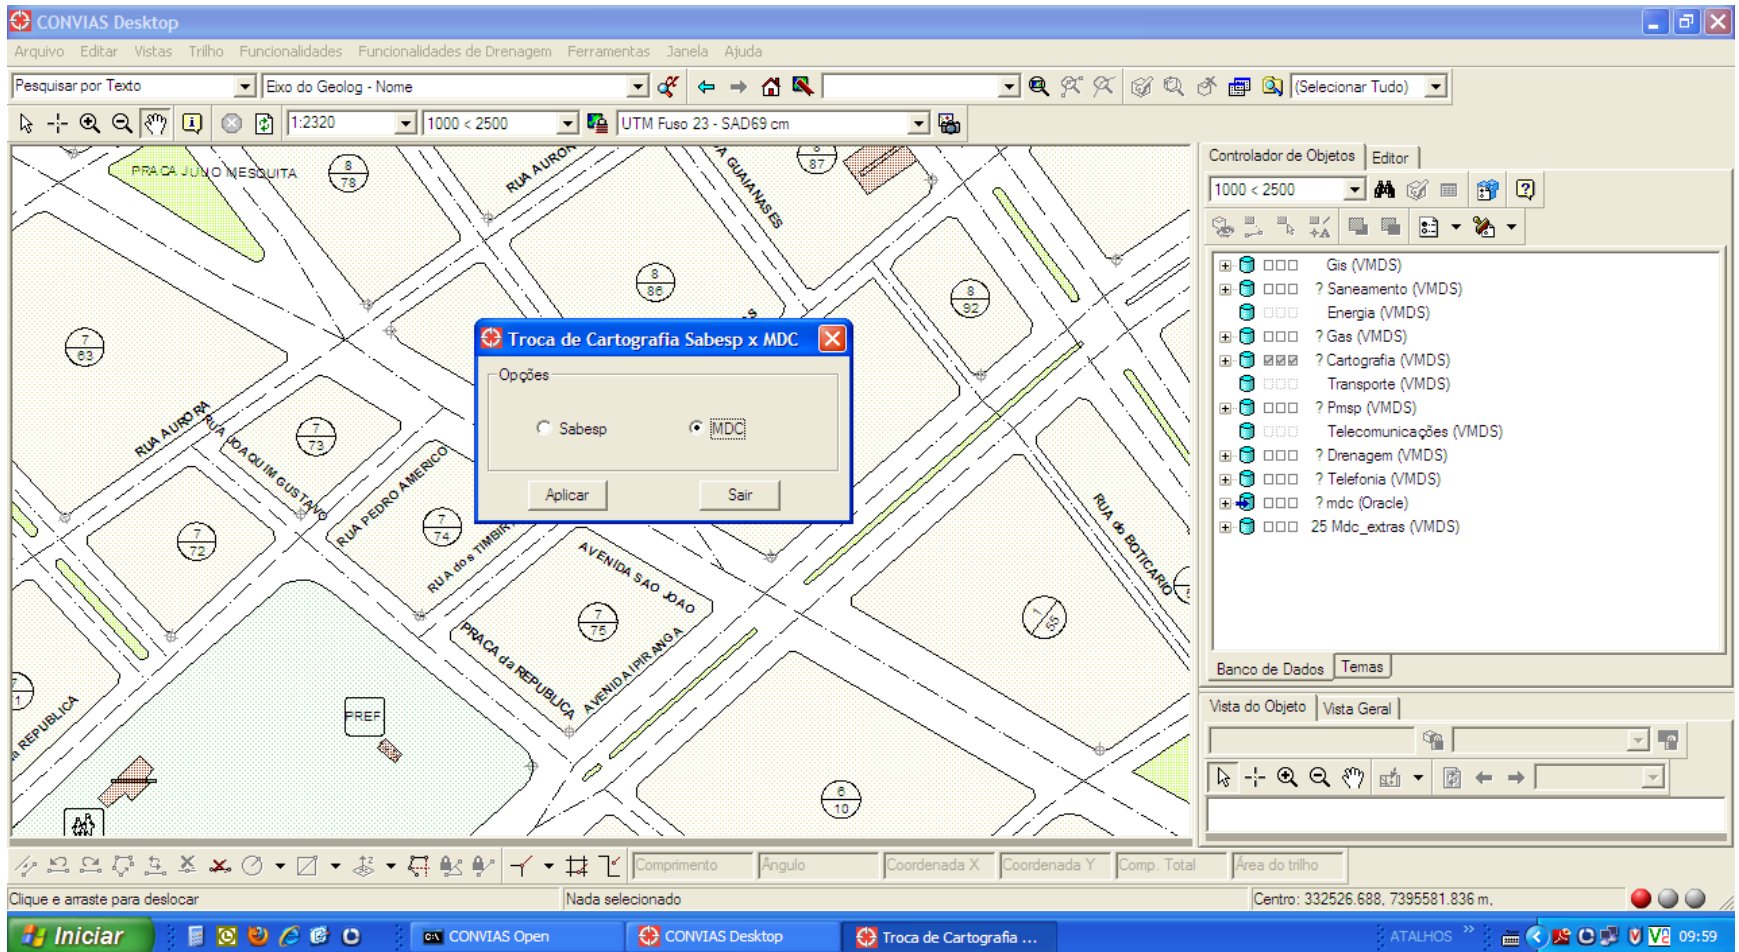 CONVIAS Desktop
Arquivo Editar Vistas Trilho Funcionalidades Funcionalidades de Drenagem Ferramentas Janela Ajuda
Pesquisar por Texto Eixo do Geolog - Nome (Selecionar Tudo)
1:2320 1000 < 2500 UTM Fuso 23 - SAD69 cm
PRACA JULIO MESQUITA
8
78
RUA AUROR
A GUAIANASES
87
8
86
8
92
7
63
RUA AURORA
RUA JOAQUIM GUSTAVO
7
73
RUA PEDRO AMERICO
7
74
RUA dos TIMBIR
7
72
AVENIDA SAO JOAO
7
75
PRACA da REPUBLICA
AVENIDA IPIRANGA
RUA do BOTICARIO
1
55
7
1
a REPUBLICA
PREF
6
10
Troca de Cartografia Sabesp x MDC
Opções
Sabesp MDC
Aplicar Sair
Controlador de Objetos Editor
1000 < 2500
Gis (VMDS)
? Saneamento (VMDS)
Energia (VMDS)
? Gas (VMDS)
? Cartografia (VMDS)
Transporte (VMDS)
? Pmsp (VMDS)
Telecomunicações (VMDS)
? Drenagem (VMDS)
? Telefonia (VMDS)
? mdc (Oracle)
25 Mdc_extras (VMDS)
Banco de Dados Temas
Vista do Objeto Vista Geral
Comprimento Ângulo Coordenada X Coordenada Y Comp. Total Área do trilho
Clique e arraste para deslocar Nada selecionado Centro: 332526.688, 7395581.836 m,
Iniciar CONVIAS Open CONVIAS Desktop Troca de Cartografia ... ATALHOS » 09:59